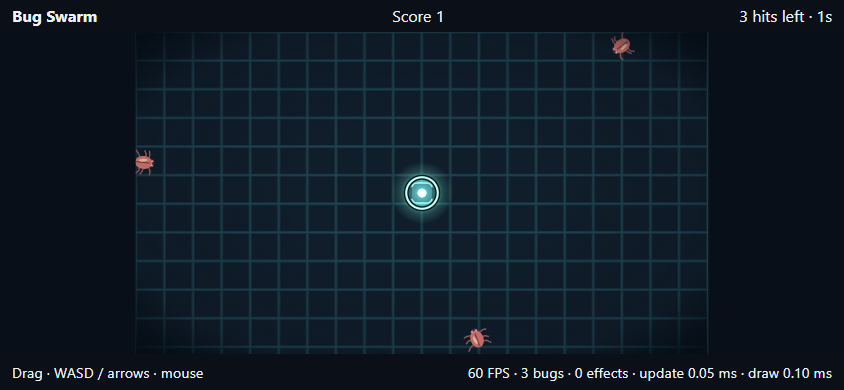 Bug Swarm
Score 1
3 hits left · 1s
Drag · WASD / arrows · mouse
60 FPS · 3 bugs · 0 effects · update 0.05 ms · draw 0.10 ms